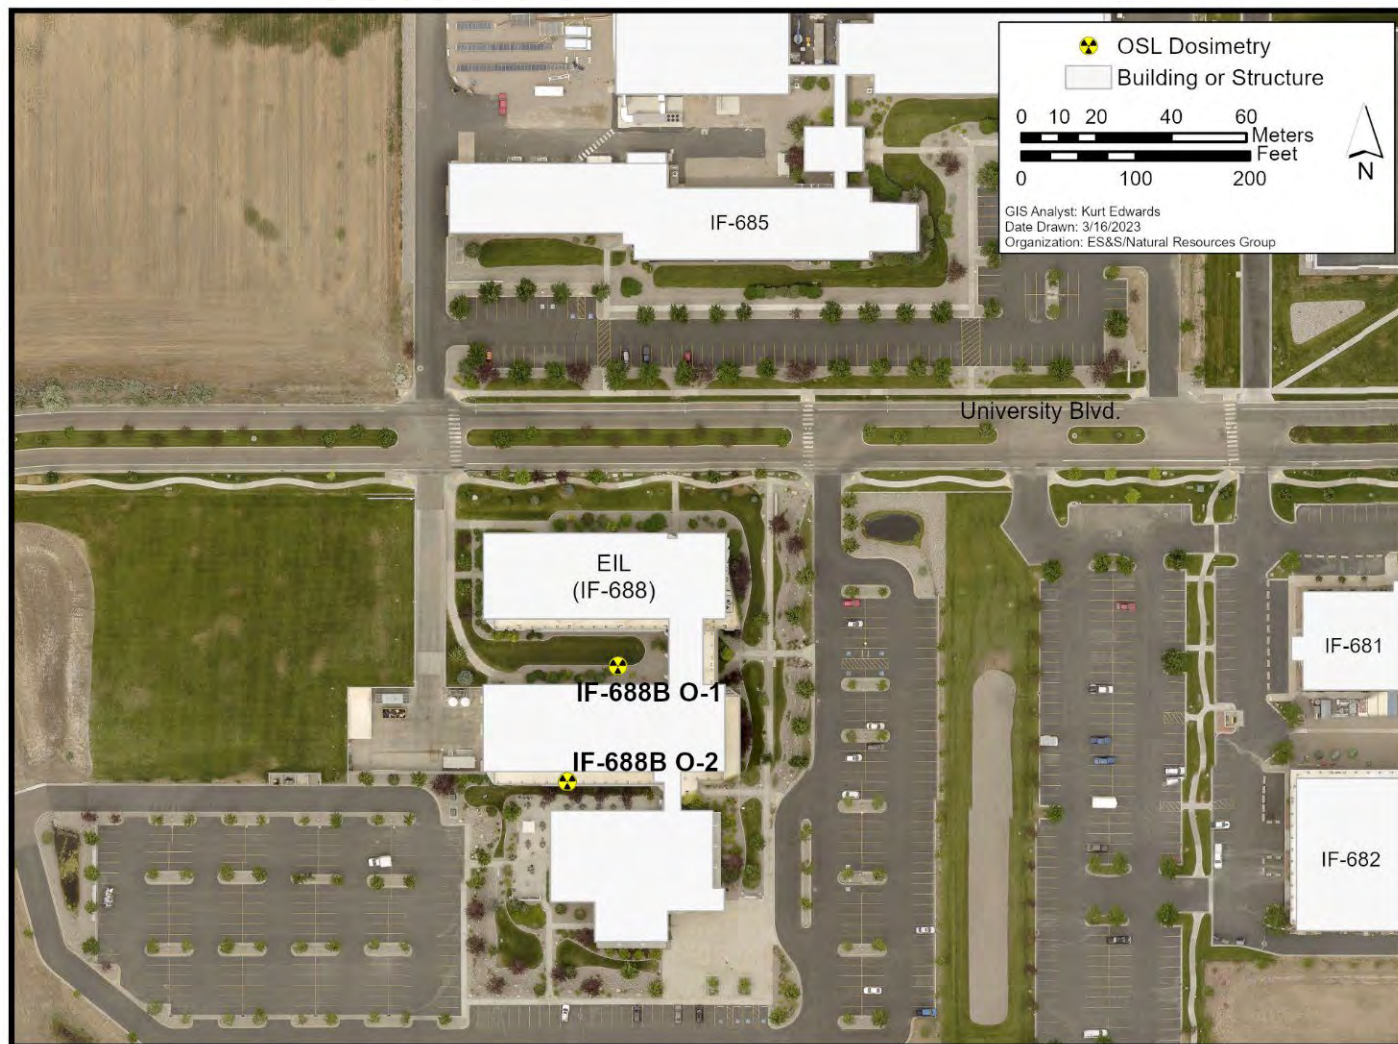 OSL Dosimetry
Building or Structure
0 10 20 40 60
Meters
Feet
0 100 200
N
GIS Analyst: Kurt Edwards
Date Drawn: 3/16/2023
Organization: ES&S/Natural Resources Group
IF-685
University Blvd.
EIL
(IF-688)
IF-681
IF-688B O-1
IF-688B O-2
IF-682